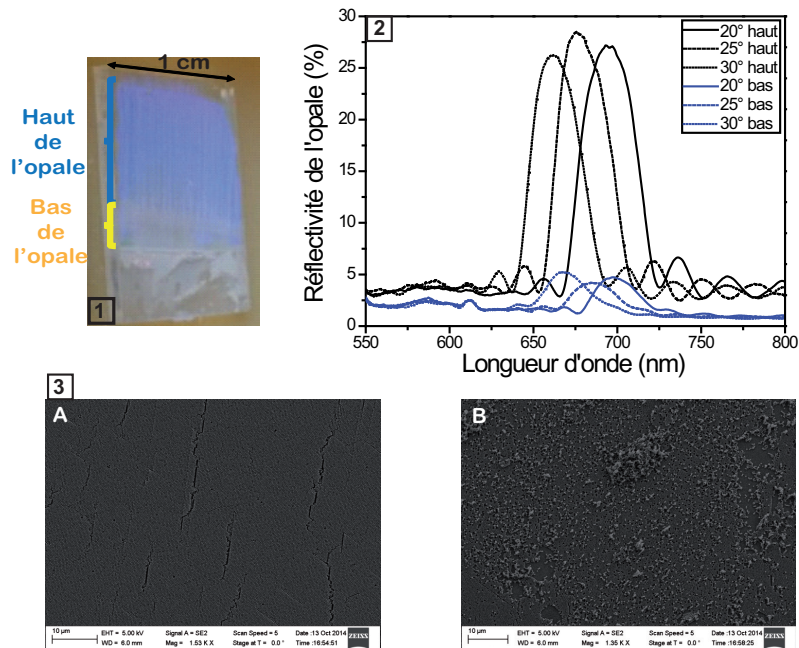 1 cm
Haut
de
l'opale
Bas
de
l'opale
1
2
Réflectivité de l'opale (%)
30
25
20
15
10
5
0
550
600
650
700
750
800
Longueur d'onde (nm)
20° haut
25° haut
30° haut
20° bas
25° bas
30° bas
3
A
10 µm
EHT = 5.00 kV Signal A = SE2 Scan Speed = 5 Date :13 Oct 2014
WD = 6.0 mm Mag = 1.53 K X Stage at T = 0.0 ° Time :16:54:51
ZEISS
B
10 µm
EHT = 5.00 kV Signal A = SE2 Scan Speed = 5 Date :13 Oct 2014
WD = 6.0 mm Mag = 1.35 K X Stage at T = 0.0 ° Time :16:58:25
ZEISS